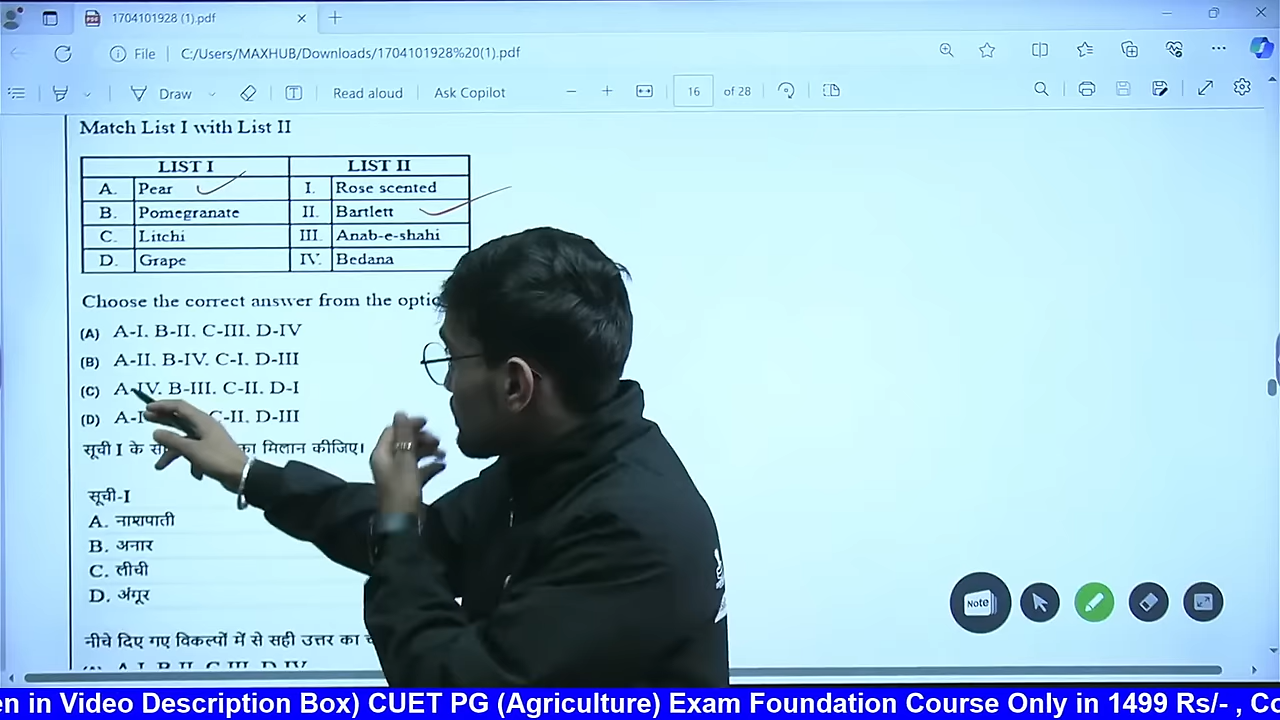 1704101928 (1).pdf
File
C:/Users/MAXHUB/Downloads/1704101928%20(1).pdf
Draw
Read aloud
Ask Copilot
16
of 28
Match List I with List II
LIST I LIST II
A. Pear I. Rose scented
B. Pomegranate II. Bartlett
C. Litchi III. Anab-e-shahi
D. Grape IV. Bedana
Choose the correct answer from the
(A) A-I. B-II. C-III. D-IV
(B) A-II. B-IV. C-I. D-III
(C) A-IV. B-III. C-II. D-I
(D) C-II. D-III
सूची I के का मिलान कीजिए।
सूची-I
A. नाशपाती
B. अनार
C. लीची
D. अंगूर
नीचे दिए गए विकल्पों में से सही उत्तर का
Note
in Video Description Box) CUET PG (Agriculture) Exam Foundation Course Only in 1499 Rs/- ,